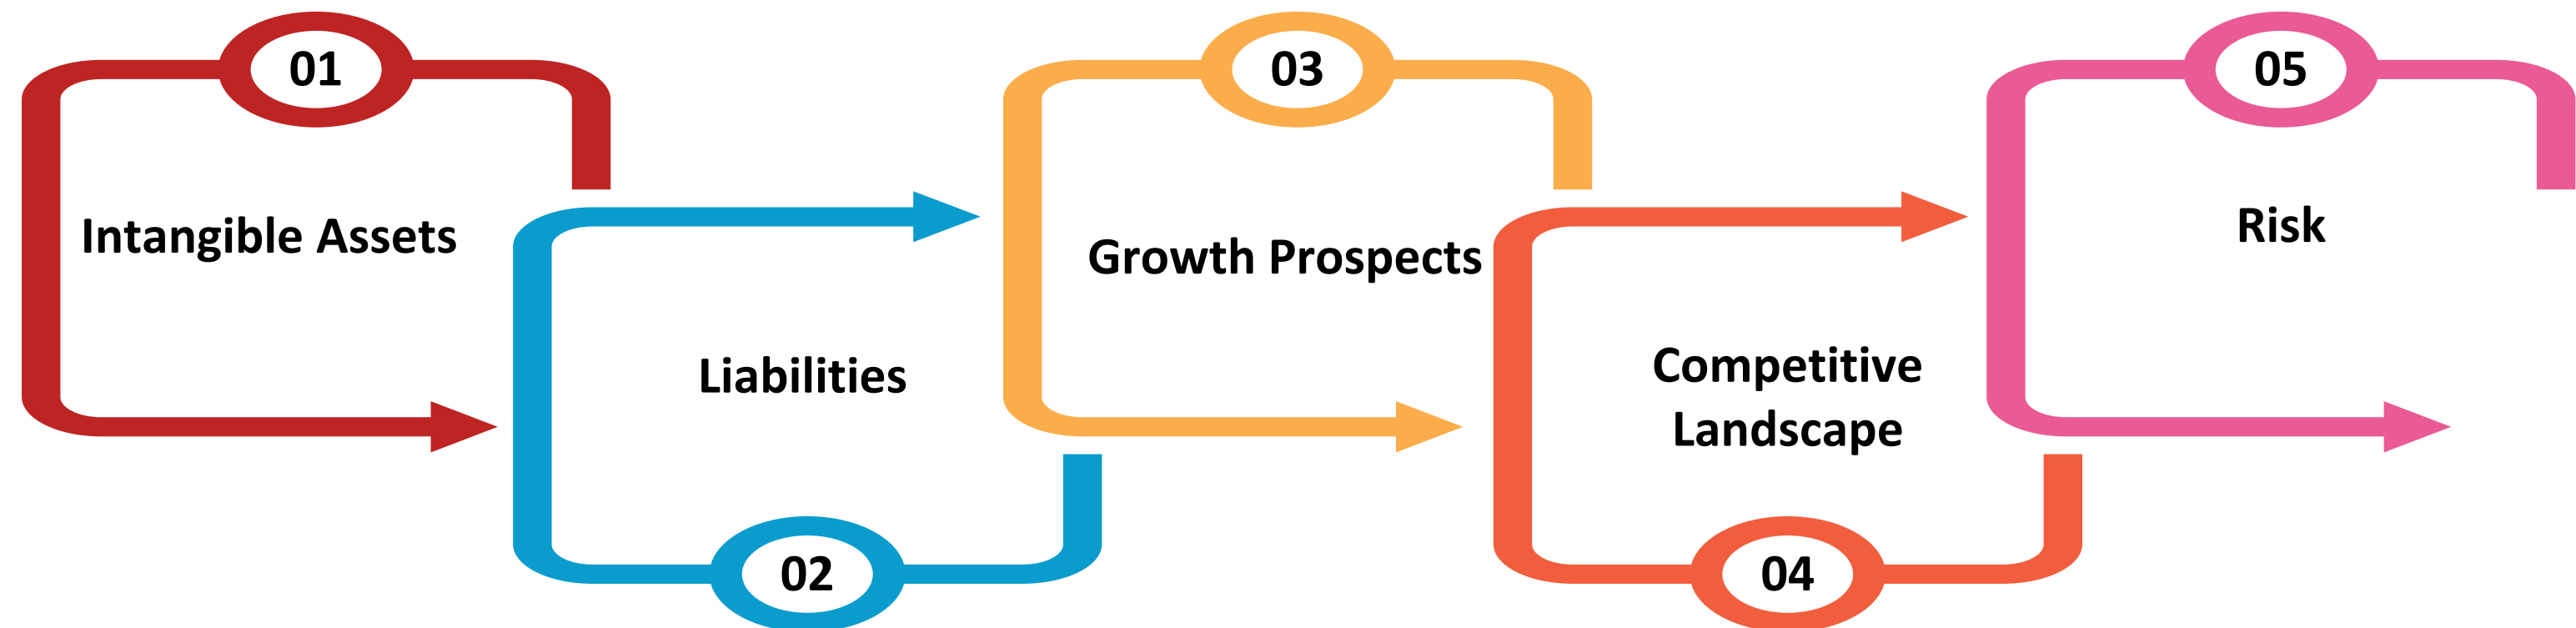 01
Intangible Assets
02
Liabilities
03
Growth Prospects
04
Competitive
Landscape
05
Risk